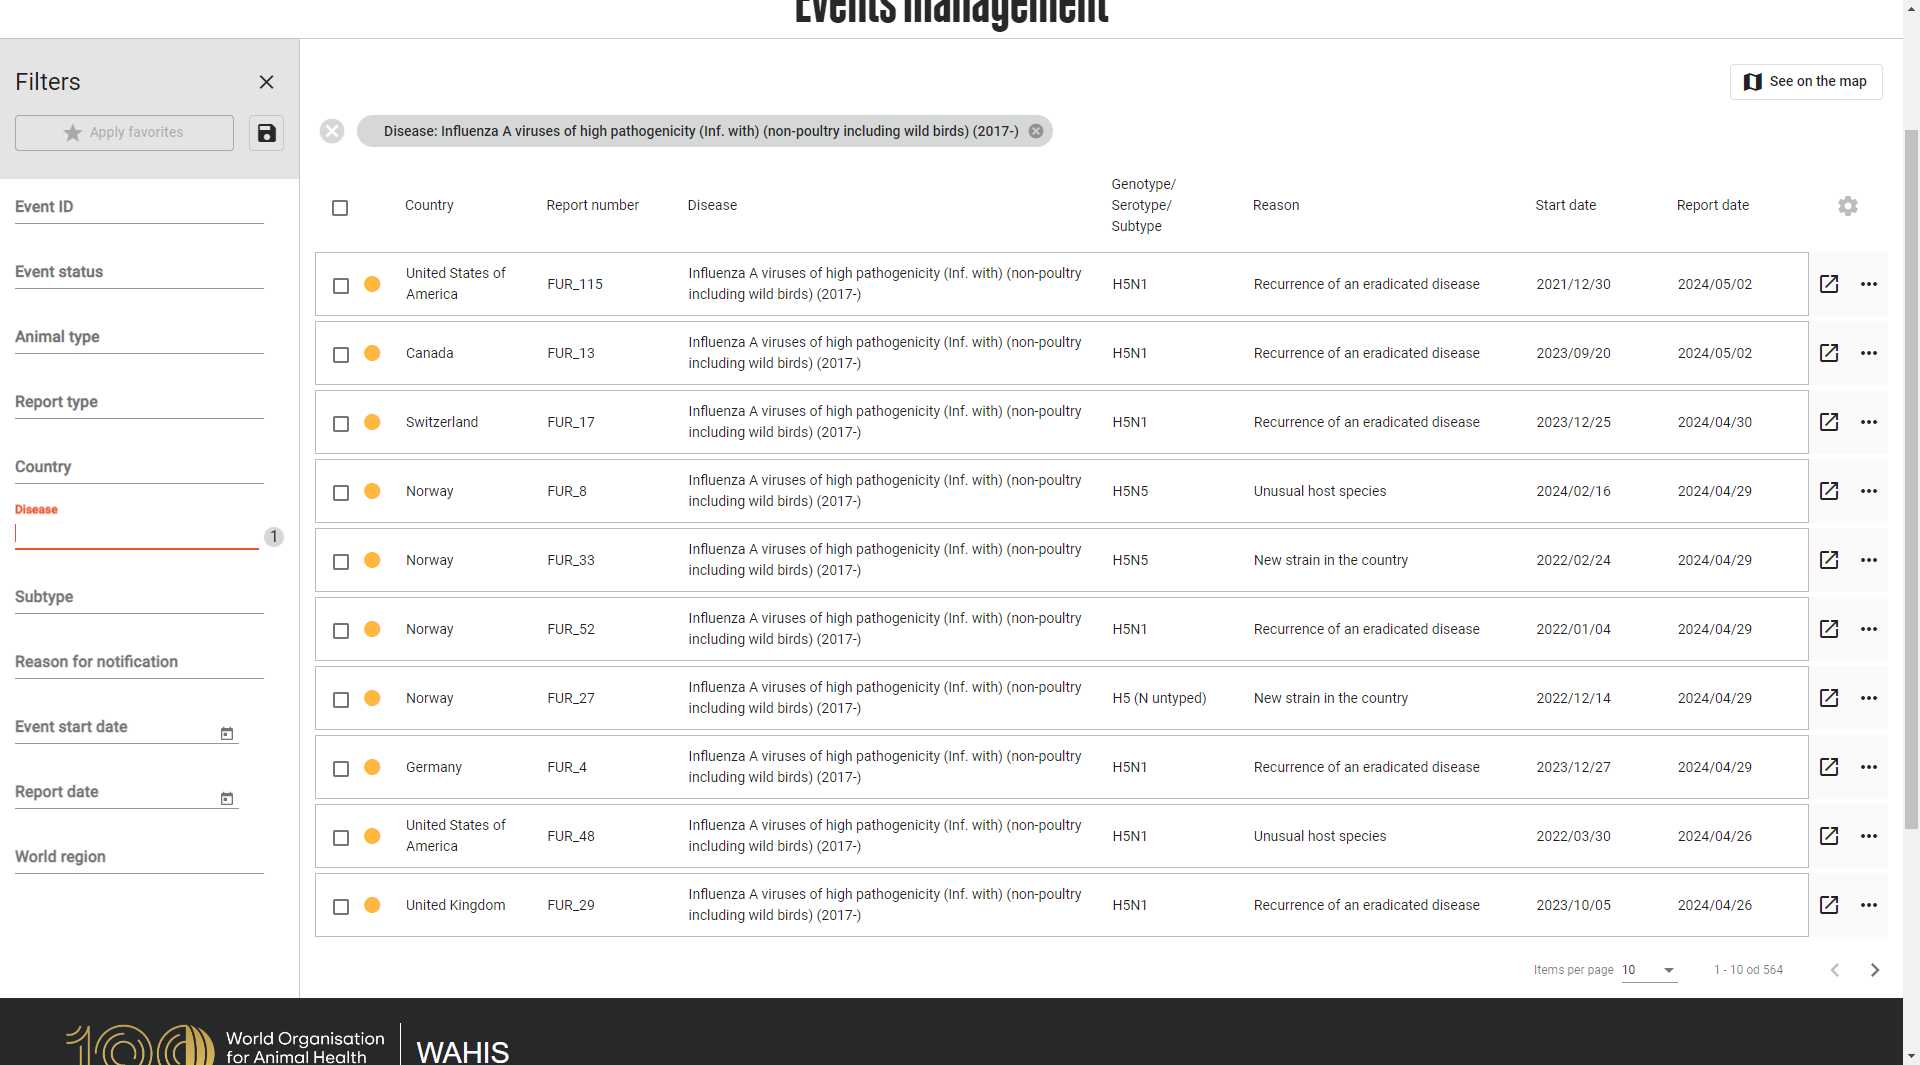 Events management
Filters
Apply favorites
Event ID
Event status
Animal type
Report type
Country
Disease
1
Subtype
Reason for notification
Event start date
Report date
World region
See on the map
Disease: Influenza A viruses of high pathogenicity (Inf. with) (non-poultry including wild birds) (2017-)
Country Report number Disease Genotype/ Serotype/ Subtype Reason Start date Report date
United States of America FUR_115 Influenza A viruses of high pathogenicity (Inf. with) (non-poultry including wild birds) (2017-) H5N1 Recurrence of an eradicated disease 2021/12/30 2024/05/02
Canada FUR_13 Influenza A viruses of high pathogenicity (Inf. with) (non-poultry including wild birds) (2017-) H5N1 Recurrence of an eradicated disease 2023/09/20 2024/05/02
Switzerland FUR_17 Influenza A viruses of high pathogenicity (Inf. with) (non-poultry including wild birds) (2017-) H5N1 Recurrence of an eradicated disease 2023/12/25 2024/04/30
Norway FUR_8 Influenza A viruses of high pathogenicity (Inf. with) (non-poultry including wild birds) (2017-) H5N5 Unusual host species 2024/02/16 2024/04/29
Norway FUR_33 Influenza A viruses of high pathogenicity (Inf. with) (non-poultry including wild birds) (2017-) H5N5 New strain in the country 2022/02/24 2024/04/29
Norway FUR_52 Influenza A viruses of high pathogenicity (Inf. with) (non-poultry including wild birds) (2017-) H5N1 Recurrence of an eradicated disease 2022/01/04 2024/04/29
Norway FUR_27 Influenza A viruses of high pathogenicity (Inf. with) (non-poultry including wild birds) (2017-) H5 (N untyped) New strain in the country 2022/12/14 2024/04/29
Germany FUR_4 Influenza A viruses of high pathogenicity (Inf. with) (non-poultry including wild birds) (2017-) H5N1 Recurrence of an eradicated disease 2023/12/27 2024/04/29
United States of America FUR_48 Influenza A viruses of high pathogenicity (Inf. with) (non-poultry including wild birds) (2017-) H5N1 Unusual host species 2022/03/30 2024/04/26
United Kingdom FUR_29 Influenza A viruses of high pathogenicity (Inf. with) (non-poultry including wild birds) (2017-) H5N1 Recurrence of an eradicated disease 2023/10/05 2024/04/26
Items per page 10 1 - 10 od 564
100 World Organisation
for Animal Health
WAHIS